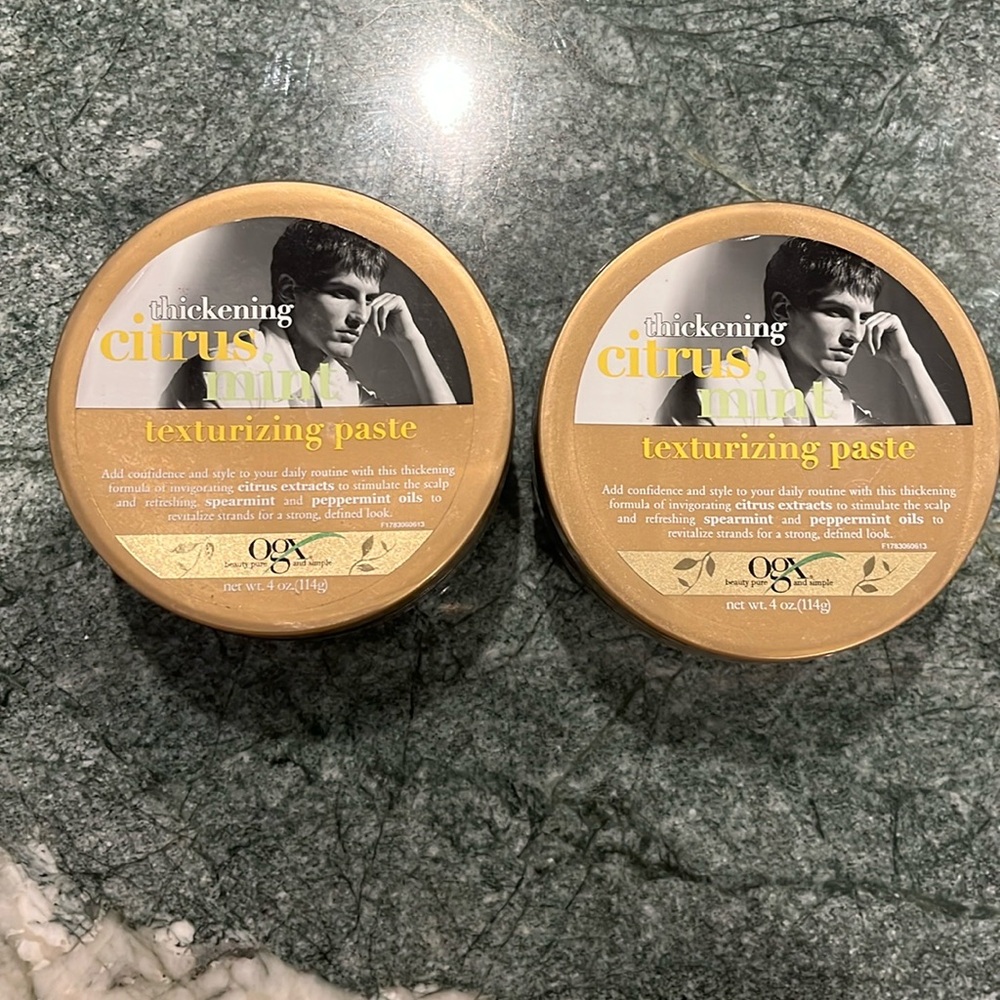 thickening
citrus
mint
texturizing paste
Add confidence and style to your daily routine with this thickening
formula of invigorating citrus extracts to stimulate the scalp
and refreshing, spearmint and peppermint oils to
revitalize strands for a strong, defined look.
F1783060613
ogx
beauty pure and simple
net wt. 4 oz.(114g)
thickening
citrus
mint
texturizing paste
Add confidence and style to your daily routine with this thickening
formula of invigorating citrus extracts to stimulate the scalp
and refreshing, spearmint and peppermint oils to
revitalize strands for a strong, defined look.
F1783060613
ogx
beauty pure and simple
net wt. 4 oz.(114g)